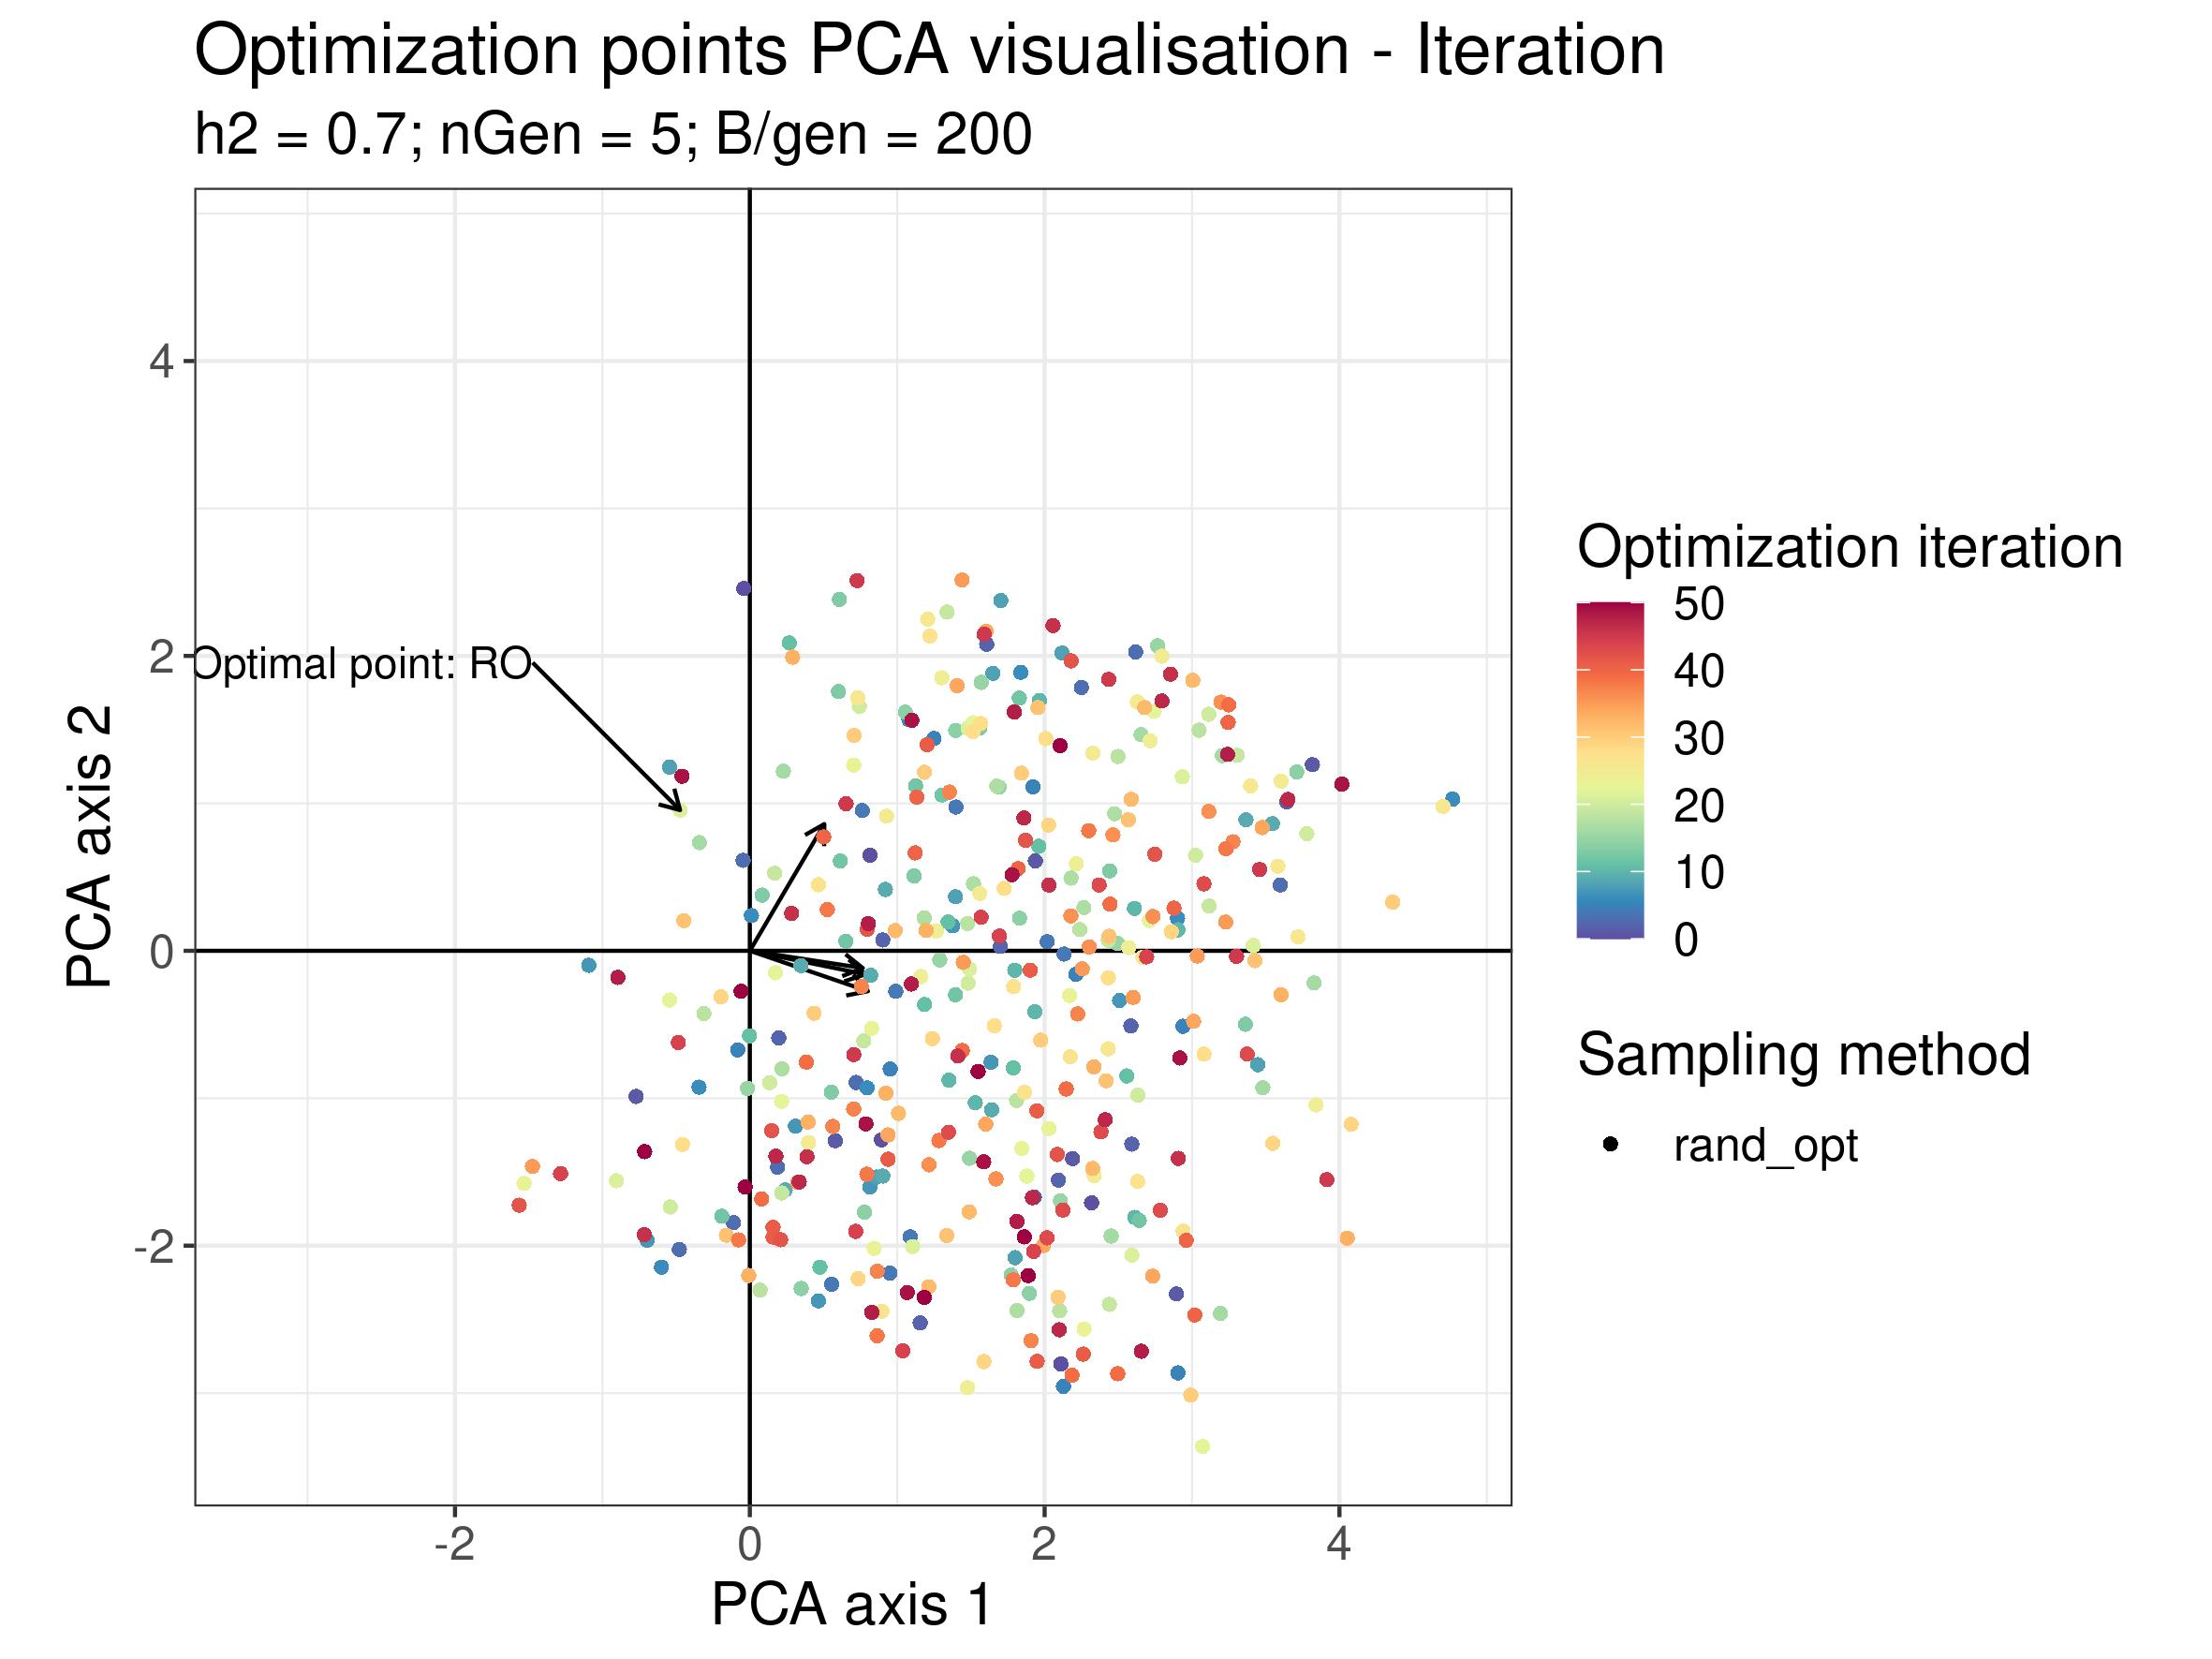 Optimization points PCA visualisation - Iteration
h2 = 0.7; nGen = 5; B/gen = 200
4
2
0
-2
Optimal point: RO
PCA axis 2
-2
0
2
4
PCA axis 1
Optimization iteration
50
40
30
20
10
0
Sampling method
rand_opt